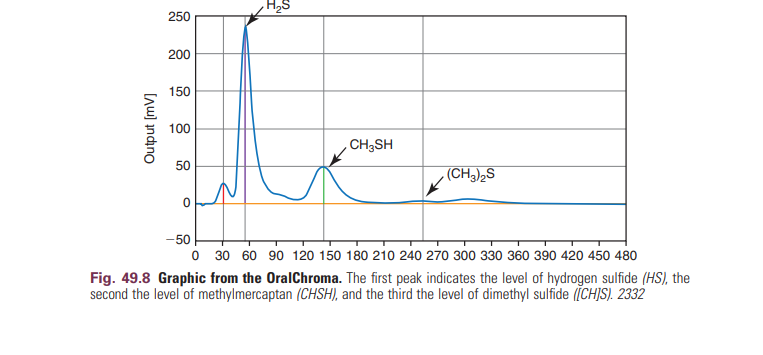 H₂S
250
200
150
100
50
0
−50
Output [mV]
CH₃SH
(CH₃)₂S
0 30 60 90 120 150 180 210 240 270 300 330 360 390 420 450 480
Fig. 49.8 Graphic from the OralChroma. The first peak indicates the level of hydrogen sulfide (HS), the
second the level of methylmercaptan (CHSH), and the third the level of dimethyl sulfide ([CH]S). 2332